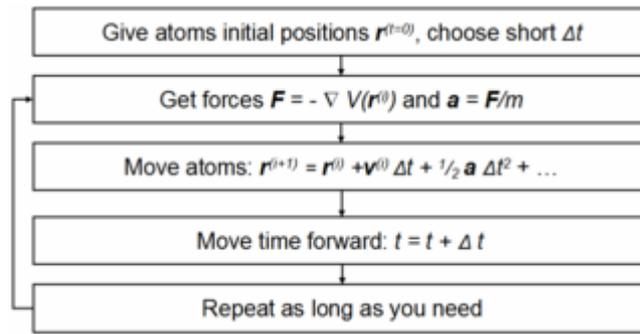 Give atoms initial positions r⁽ᵗ⁼⁰⁾, choose short Δt
Get forces F = - ∇ V(r⁽ⁱ⁾) and a = F/m
Move atoms: r⁽ⁱ⁺¹⁾ = r⁽ⁱ⁾ +v⁽ⁱ⁾ Δt + ¹/₂ a Δt² + ...
Move time forward: t = t + Δ t
Repeat as long as you need